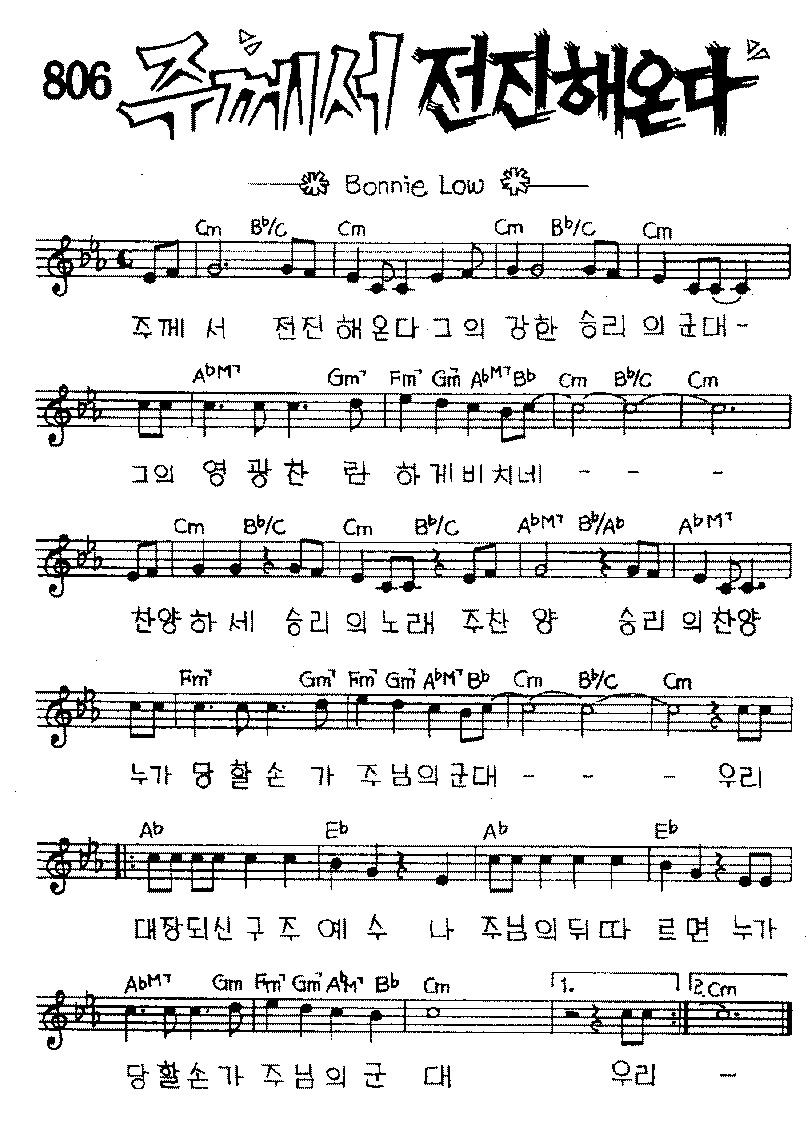 806 주께서 전진해온다
Bonnie Low
Cm B♭/C Cm Cm B♭/C Cm
주께 서 전진 해온다 그의 강한 승리 의군대-
A♭M7 Gm7 Fm7 Gm7 A♭M7 B♭ Cm B♭/C Cm
그의 영 광찬 란 하게비치네 - - -
Cm B♭/C Cm B♭/C A♭M7 B♭/A♭ A♭M7
찬양하세 승리 의노래 주찬 양 승리 의찬양
Fm7 Gm7 Fm7 Gm7 A♭M7 B♭ Cm B♭/C Cm
누가 당할손 가 주님의군대 - - - 우리
A♭ E♭ A♭ E♭
대장되신 구주 예수 나 주님의뒤따 르면 누가
A♭M7 Gm Fm7 Gm7 A♭M7 B♭ Cm 1. 2. Cm
당할손가 주님의 군 대 우리 -